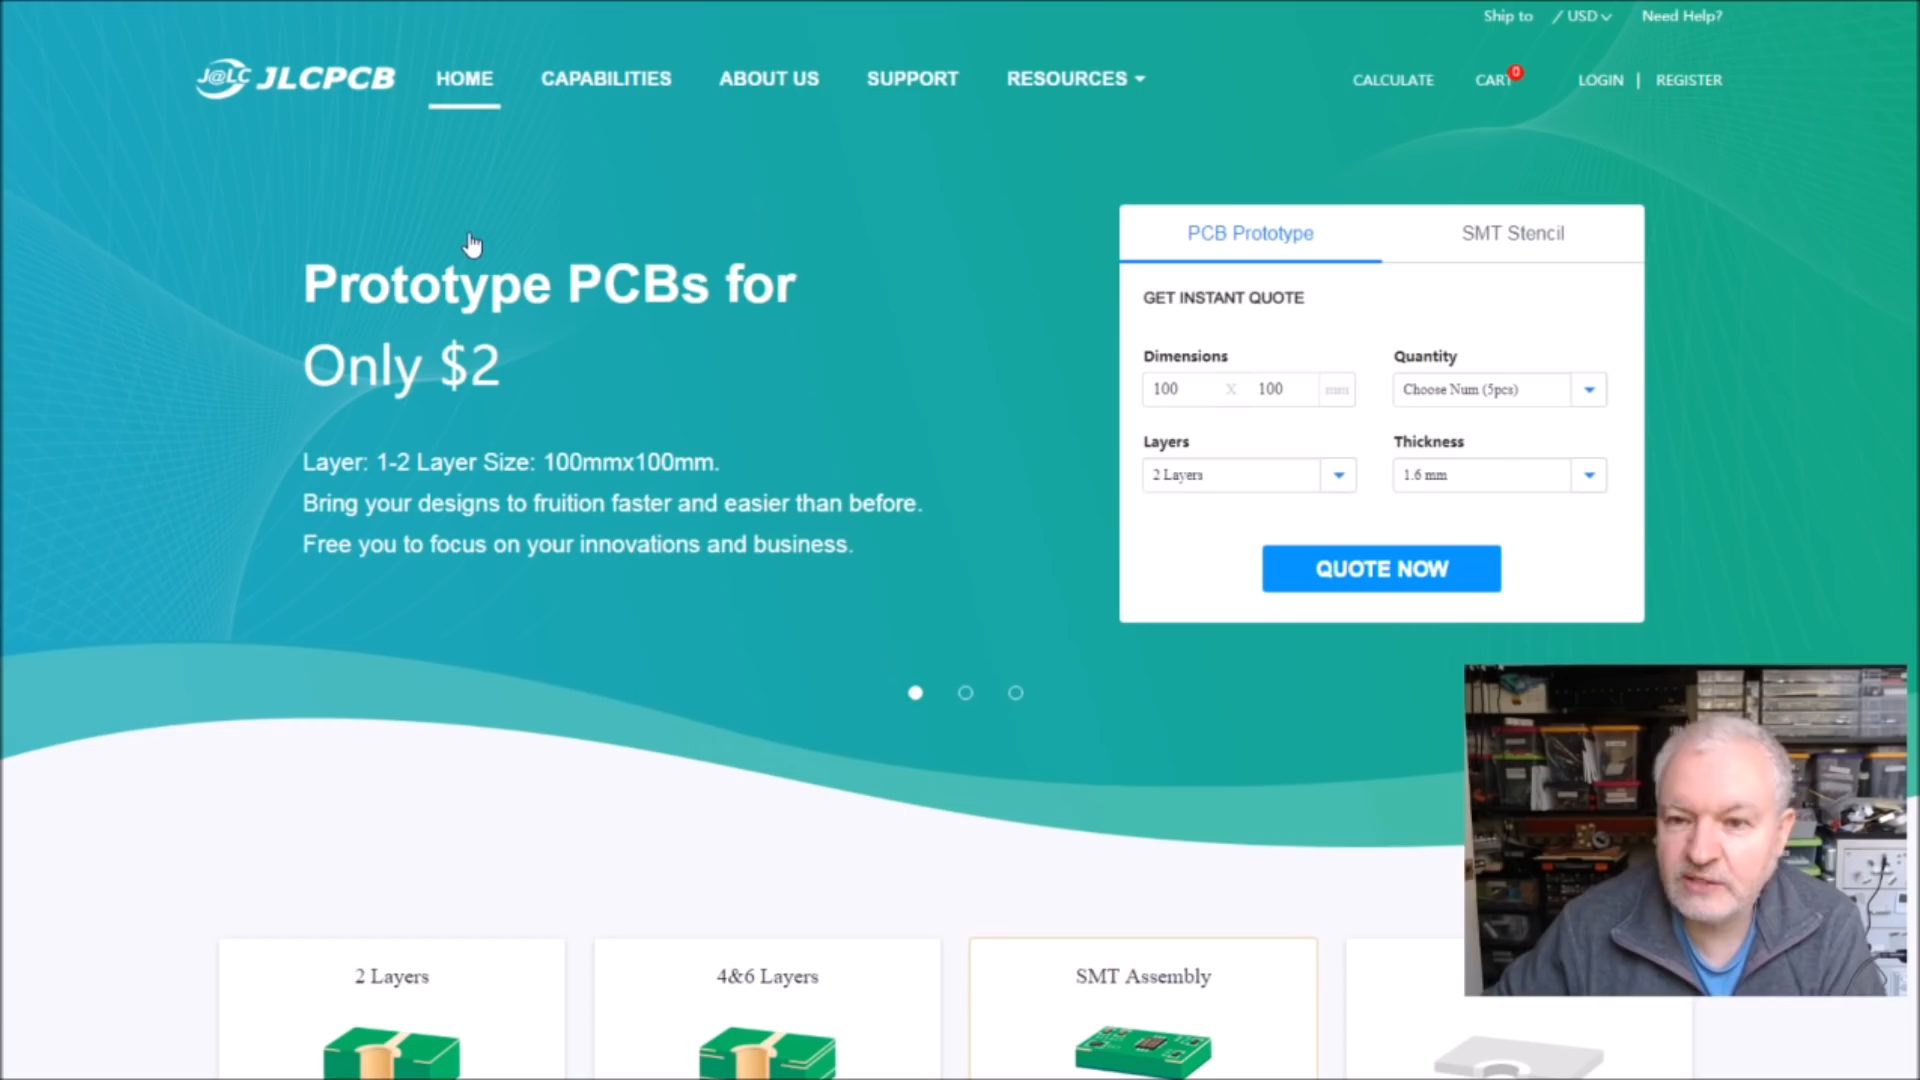 Ship to / USD Need Help?
J@LC JLCPCB HOME CAPABILITIES ABOUT US SUPPORT RESOURCES CALCULATE CART 0 LOGIN | REGISTER
Prototype PCBs for
Only $2
Layer: 1-2 Layer Size: 100mmx100mm.
Bring your designs to fruition faster and easier than before.
Free you to focus on your innovations and business.
PCB Prototype SMT Stencil
GET INSTANT QUOTE
Dimensions Quantity
100 X 100 mm Choose Num (5pcs)
Layers Thickness
2 Layers 1.6 mm
QUOTE NOW
2 Layers 4&6 Layers SMT Assembly